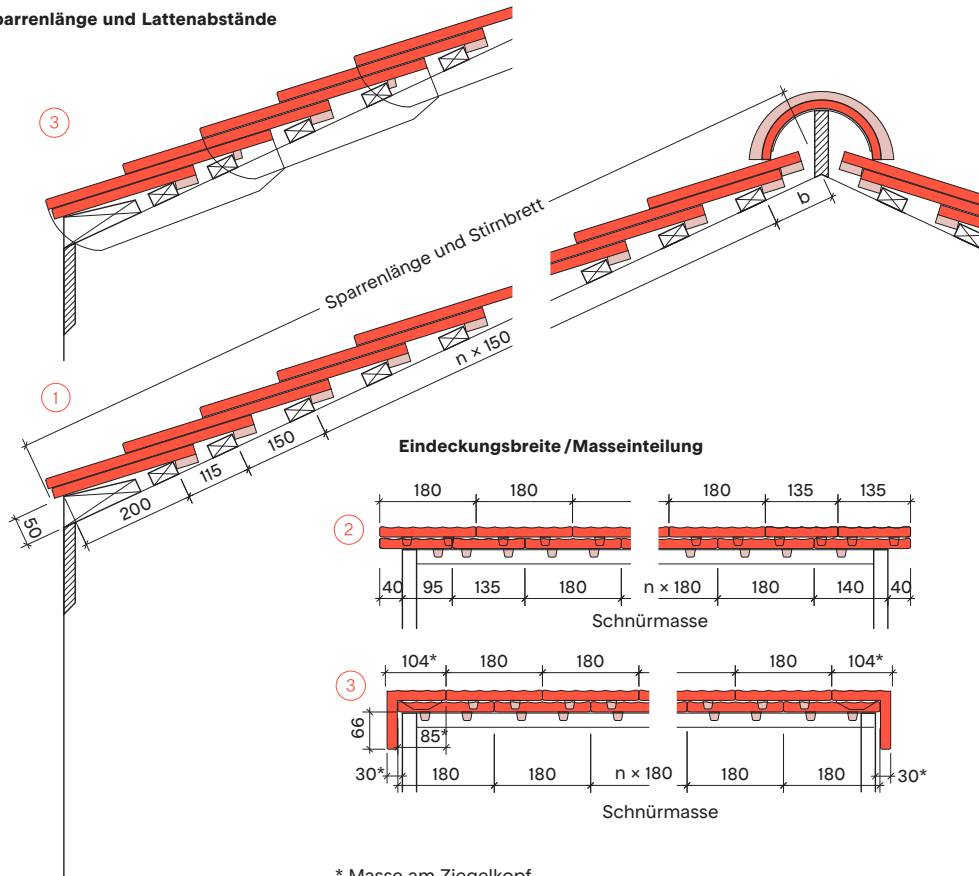 parrenlänge und Lattenabstände
3
Sparrenlänge und Stirnbrett
b
n × 150
1
150
115
200
50
Eindeckungsbreite / Masseinteilung
180 180 180 135 135
2
40 95 135 180 n × 180 180 140 40
Schnürmasse
104* 180 180 180 104*
3
66
85*
30* 180 180 n × 180 180 180 30*
Schnürmasse
* Masse am Ziegelkopf